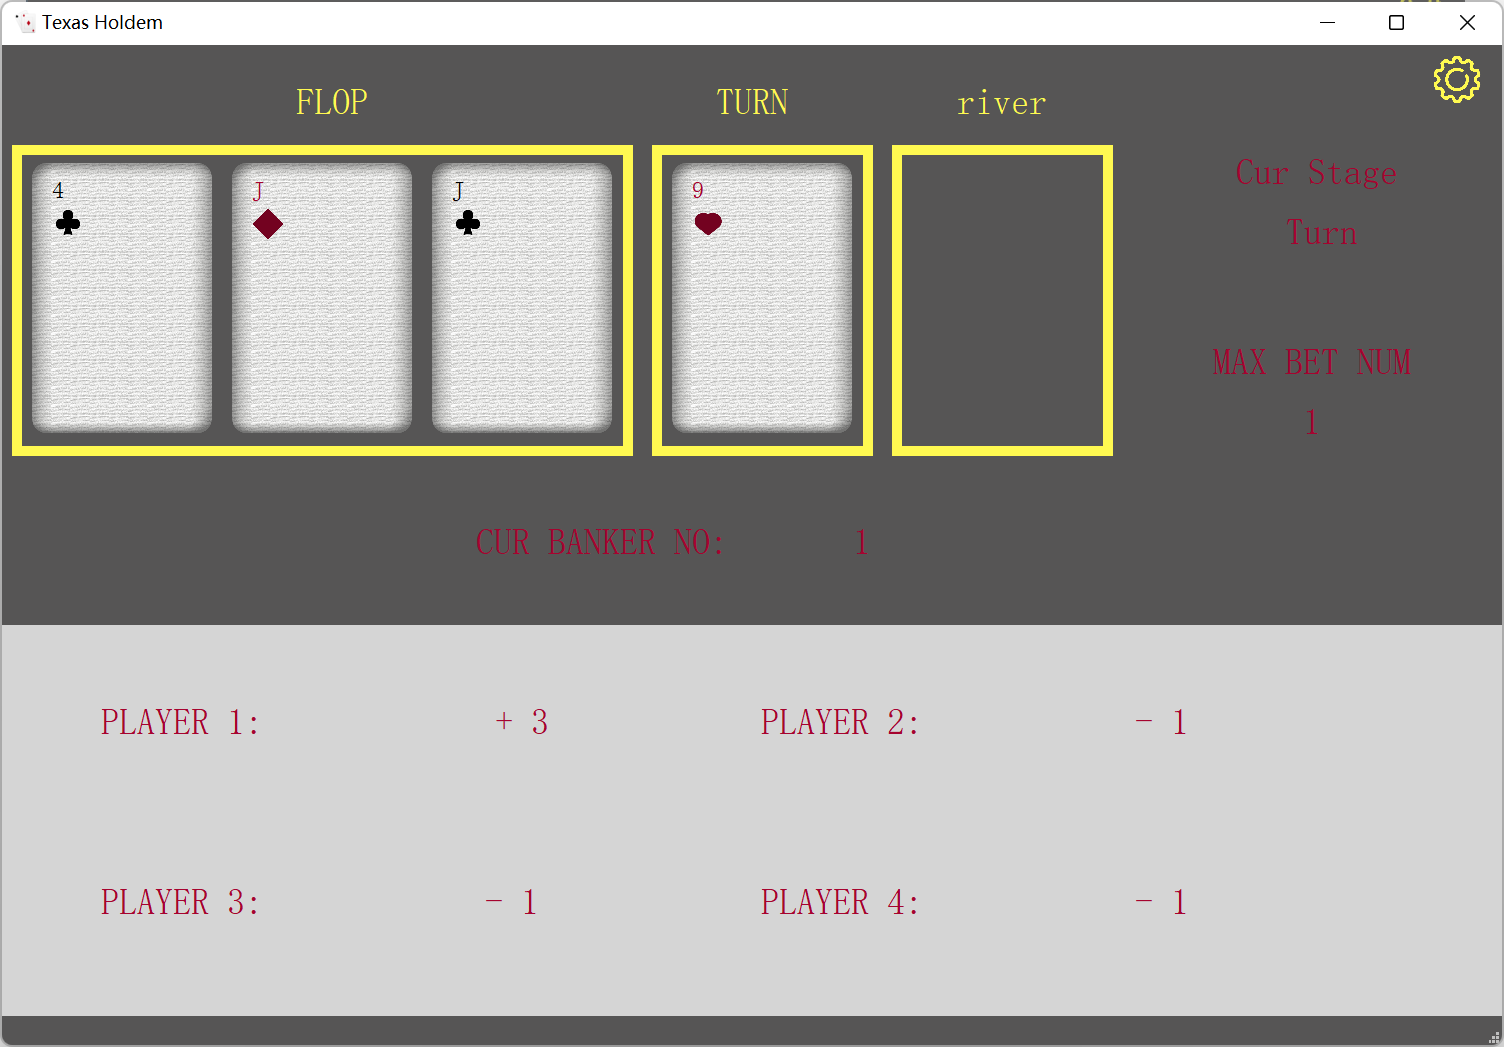 Texas Holdem
FLOP
TURN
river
4
J
J
9
Cur Stage
Turn
MAX BET NUM
1
CUR BANKER NO: 1
PLAYER 1: + 3
PLAYER 2: - 1
PLAYER 3: - 1
PLAYER 4: - 1